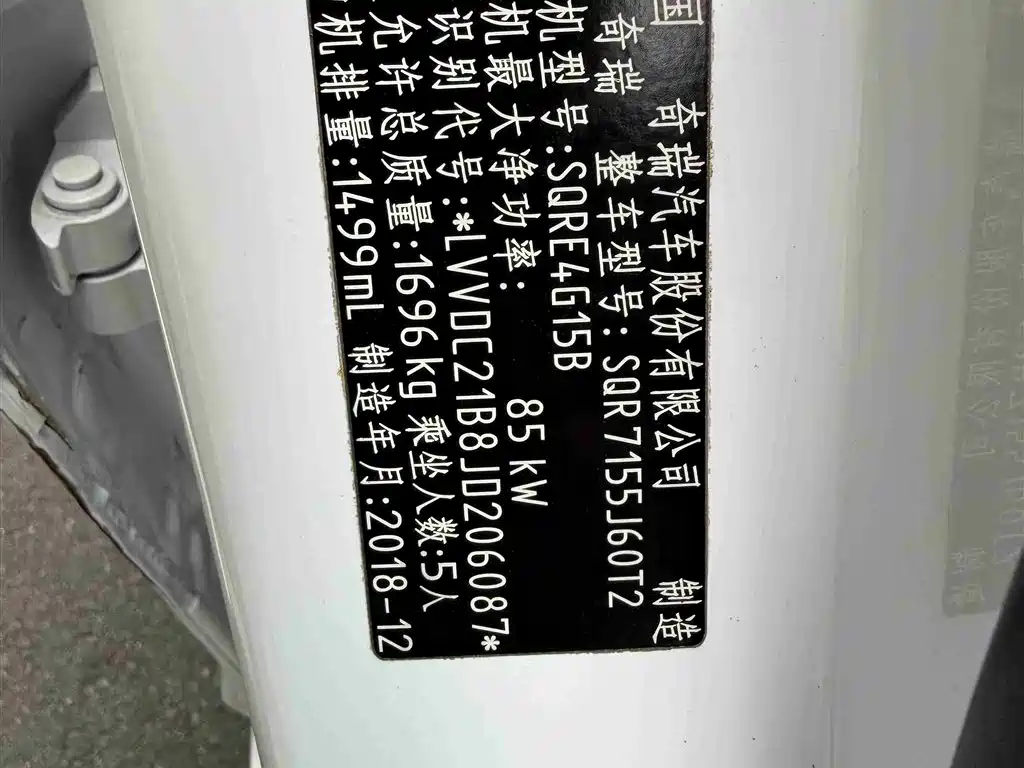 国 奇瑞汽车股份有限公司 制造
奇瑞 整车型号:SQR7155J60T2
机型号:SQRE4G15B
机最大净功率: 85kW
识别代号:*LVVDC21B8JD206087*
允许总质量:1696kg 乘坐人数:5人
机排量:1499ml 制造年月:2018-12